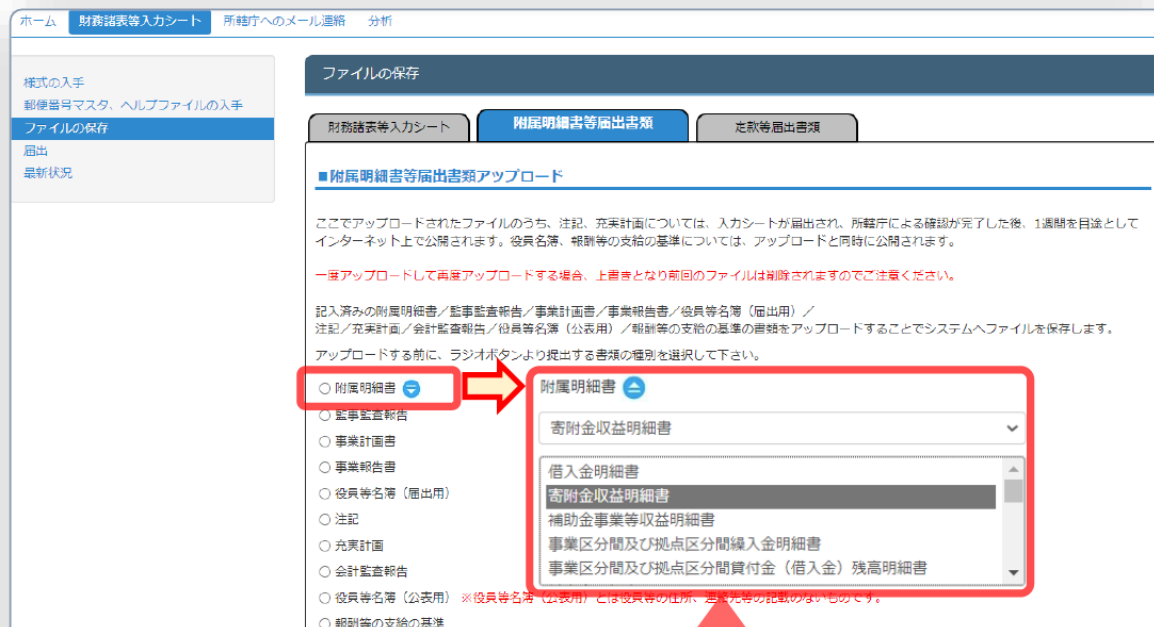 ホーム 財務諸表等入力シート 所轄庁へのメール連絡 分析
様式の入手
郵便番号マスタ、ヘルプファイルの入手
ファイルの保存
届出
最新状況
ファイルの保存
財務諸表等入力シート 附属明細書等届出書類 定款等届出書類
■附属明細書等届出書類アップロード
ここでアップロードされたファイルのうち、注記、充実計画については、入力シートが届出され、所轄庁による確認が完了した後、1週間を目途として
インターネット上で公開されます。役員名簿、報酬等の支給の基準については、アップロードと同時に公開されます。
一度アップロードして再度アップロードする場合、上書きとなり前回のファイルは削除されますのでご注意ください。
記入済みの附属明細書／監事監査報告／事業計画書／事業報告書／役員等名簿（届出用）／
注記／充実計画／会計監査報告／役員等名簿（公表用）／報酬等の支給の基準の書類をアップロードすることでシステムへファイルを保存します。
アップロードする前に、ラジオボタンより提出する書類の種別を選択して下さい。
附属明細書
監事監査報告
事業計画書
事業報告書
役員等名簿（届出用）
注記
充実計画
会計監査報告
役員等名簿（公表用） ※役員等名簿（公表用）とは役員等の住所、連絡先等の記載のないものです。
報酬等の支給の基準
附属明細書
寄附金収益明細書
借入金明細書
寄附金収益明細書
補助金事業等収益明細書
事業区分間及び拠点区分間繰入金明細書
事業区分間及び拠点区分間貸付金（借入金）残高明細書